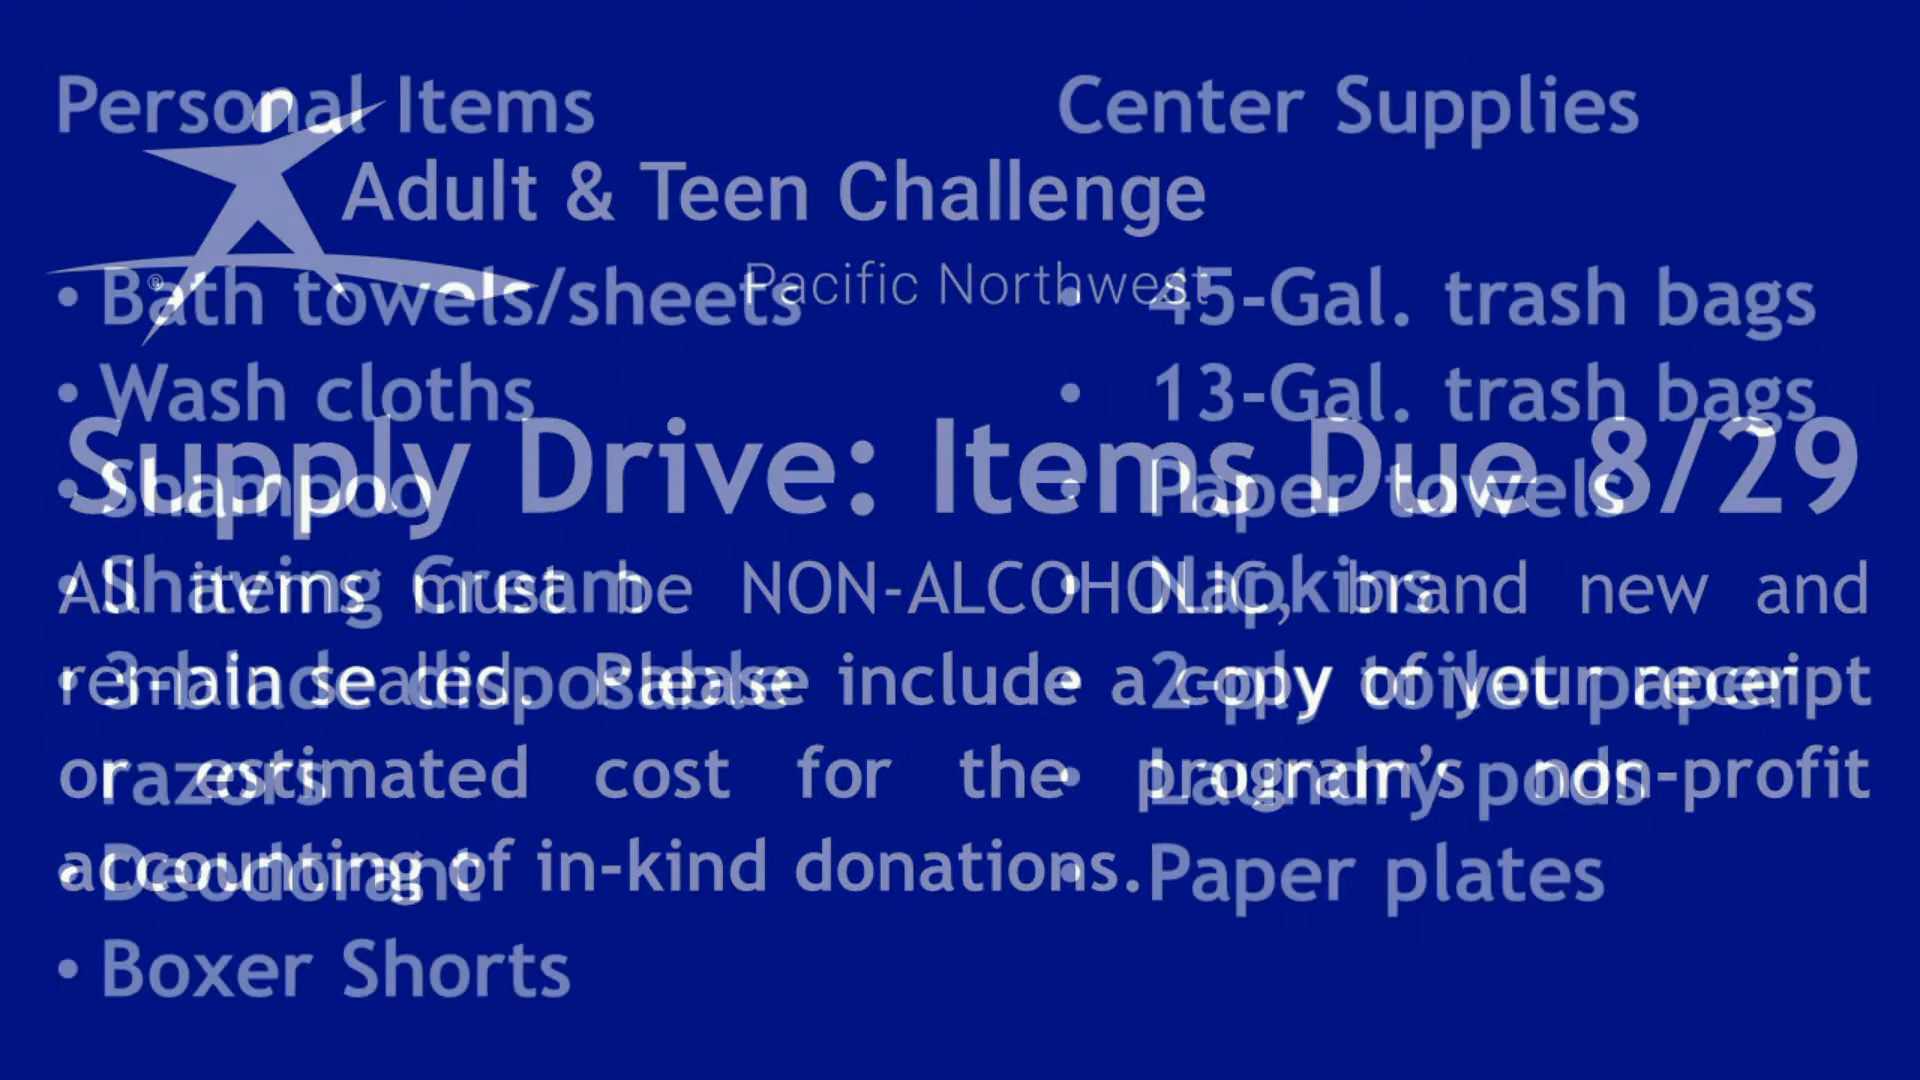 Adult & Teen Challenge
®
Pacific Northwest
Supply Drive: Items Due 8/29
All items must be NON-ALCOHOLIC, brand new and
remain sealed. Please include a copy of your receipt
or estimated cost for the program’s non-profit
accounting of in-kind donations.
Personal Items
• Bath towels/sheets
• Wash cloths
• Shampoo
• Shaving Cream
• 3-blade disposable
razors
• Deodorant
• Boxer Shorts
Center Supplies
• 45-Gal. trash bags
• 13-Gal. trash bags
• Paper towels
• Napkins
• 2-ply toilet paper
• Laundry pods
• Paper plates